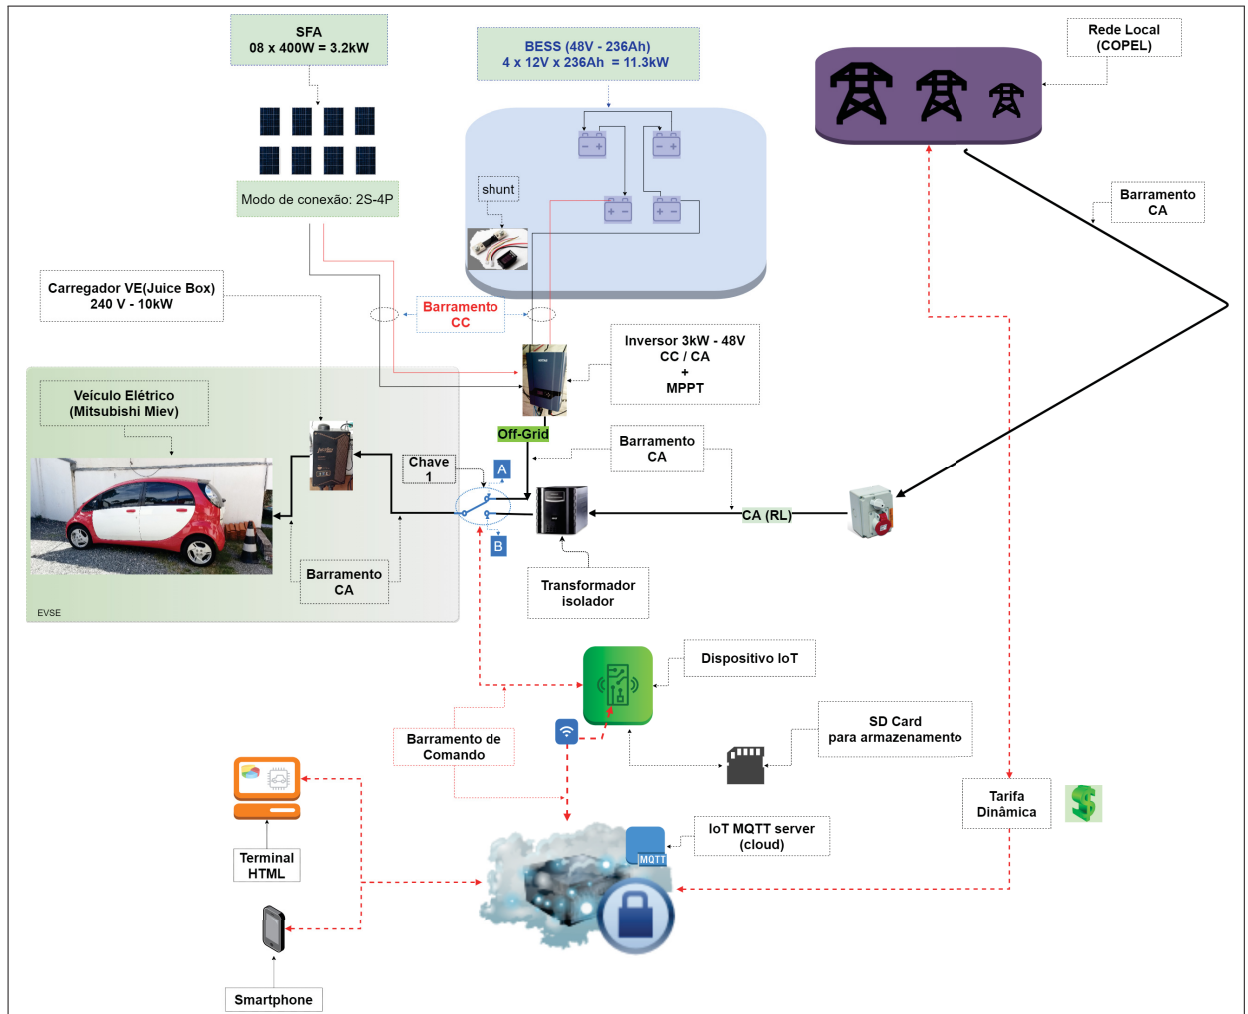 SFA
08 x 400W = 3.2kW
BESS (48V - 236Ah)
4 x 12V x 236Ah = 11.3kW
Rede Local
(COPEL)
Modo de conexão: 2S-4P
shunt
Barramento
CA
Carregador VE(Juice Box)
240 V - 10kW
Barramento
CC
Inversor 3kW - 48V
CC / CA
+
MPPT
Veículo Elétrico
(Mitsubishi Miev)
Off-Grid
Barramento
CA
Chave
1
A
B
CA (RL)
Barramento
CA
Transformador
isolador
EVSE
Dispositivo IoT
SD Card
para armazenamento
Barramento de
Comando
Tarifa
Dinâmica
$
IoT MQTT server
(cloud)
MQTT
Terminal
HTML
Smartphone